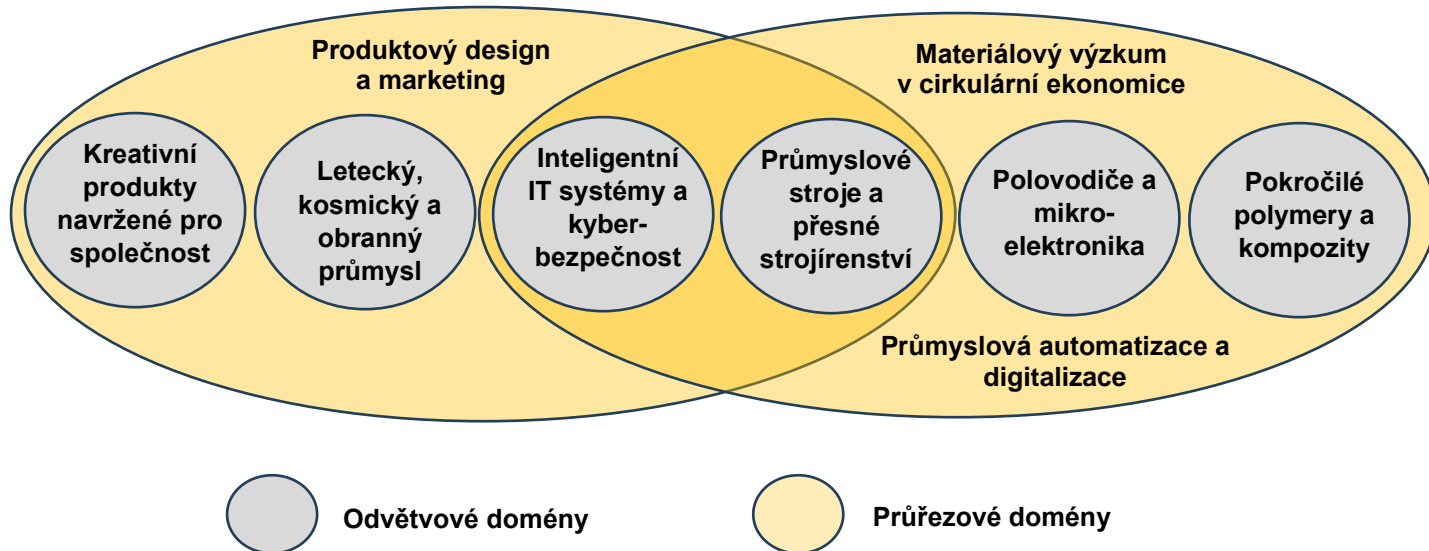 Produktový design
a marketing
Materiálový výzkum
v cirkulární ekonomice
Kreativní
produkty
navržené pro
společnost
Letecký,
kosmický a
obranný
průmysl
Inteligentní
IT systémy a
kyber-
bezpečnost
Průmyslové
stroje a
přesné
strojírenství
Polovodiče a
mikro-
elektronika
Pokročilé
polymery a
kompozity
Průmyslová automatizace a
digitalizace
Odvětvové domény
Průřezové domény